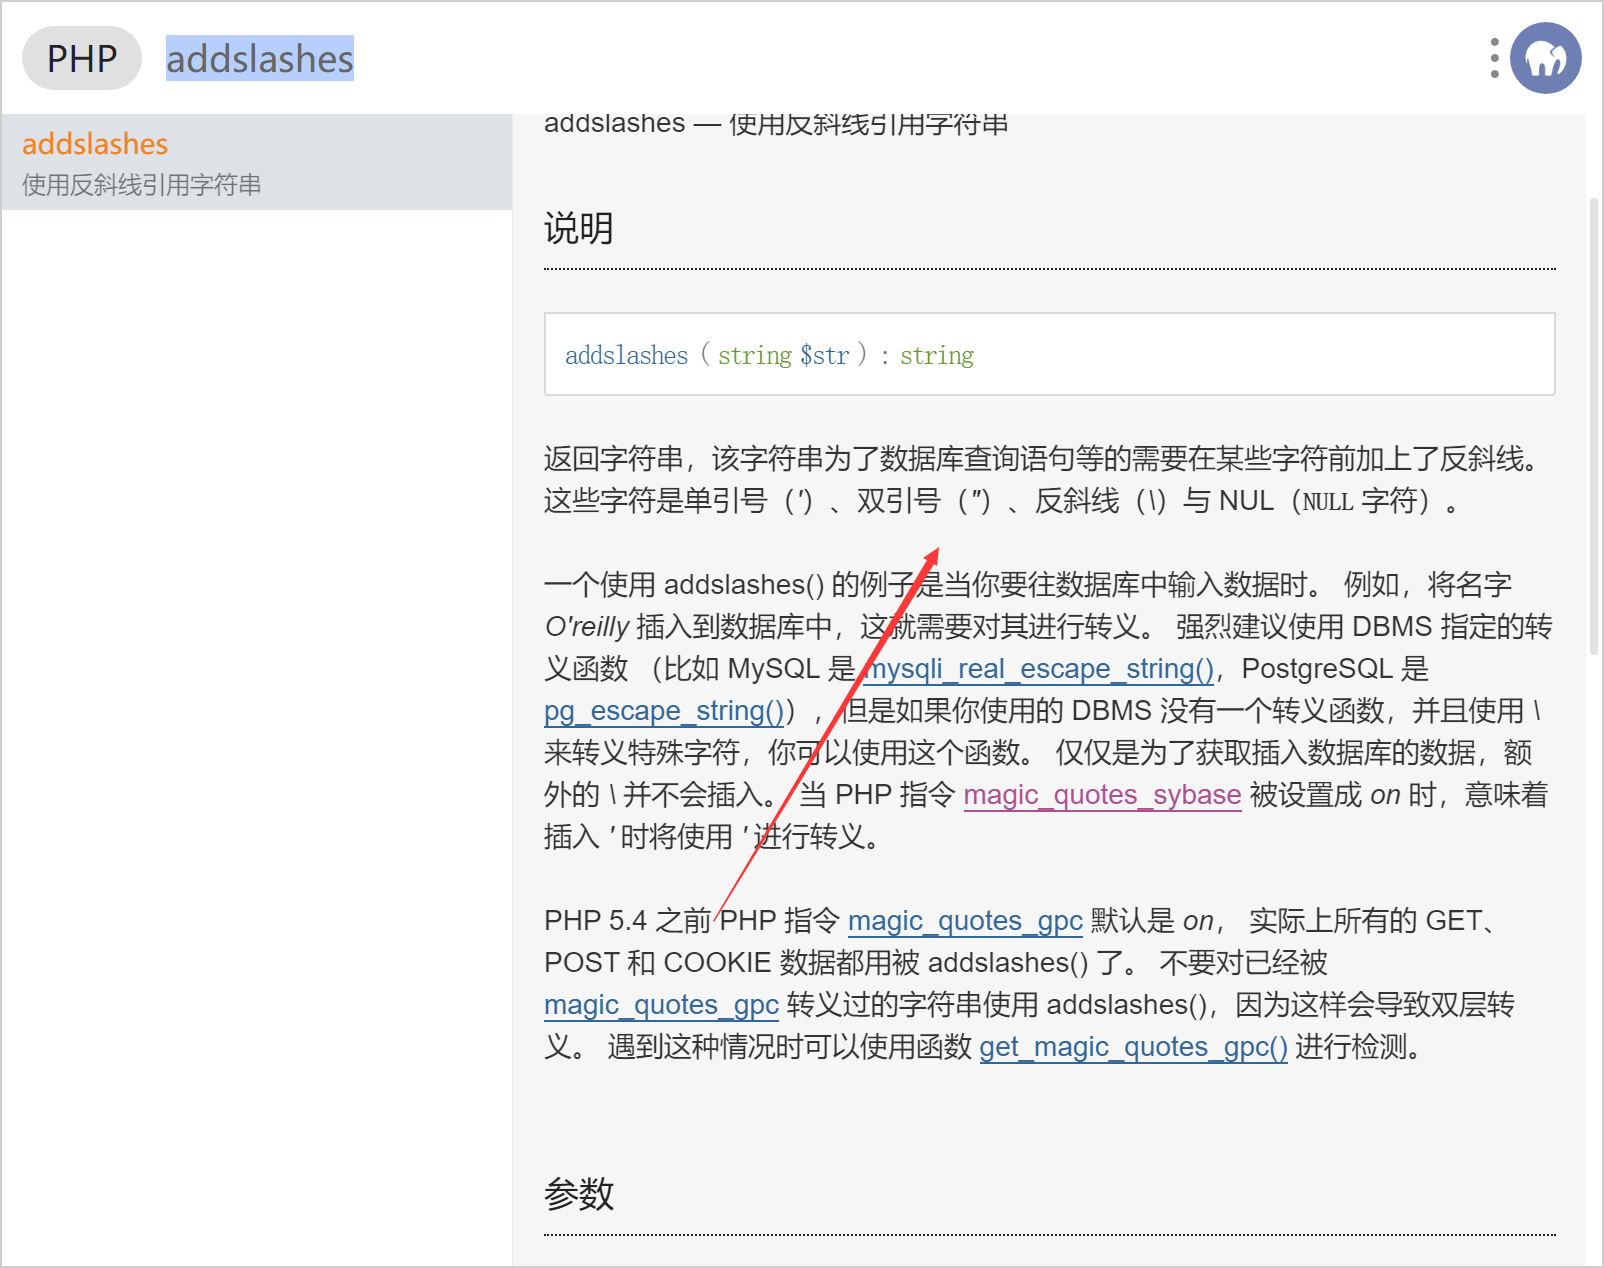 PHP addslashes
addslashes
使用反斜线引用字符串
addslashes — 使用反斜线引用字符串
说明
addslashes ( string $str ) : string
返回字符串，该字符串为了数据库查询语句等的需要在某些字符前加上了反斜线。
这些字符是单引号（'）、双引号（"）、反斜线（\）与 NUL（NULL 字符）。
一个使用 addslashes() 的例子是当你要往数据库中输入数据时。 例如，将名字
O'reilly 插入到数据库中，这就需要对其进行转义。 强烈建议使用 DBMS 指定的转
义函数 （比如 MySQL 是 mysqli_real_escape_string()，PostgreSQL 是
pg_escape_string()），但是如果你使用的 DBMS 没有一个转义函数，并且使用 \
来转义特殊字符，你可以使用这个函数。 仅仅是为了获取插入数据库的数据，额
外的 \ 并不会插入。 当 PHP 指令 magic_quotes_sybase 被设置成 on 时，意味着
插入 ' 时将使用 ' 进行转义。
PHP 5.4 之前 PHP 指令 magic_quotes_gpc 默认是 on， 实际上所有的 GET、
POST 和 COOKIE 数据都用被 addslashes() 了。 不要对已经被
magic_quotes_gpc 转义过的字符串使用 addslashes()，因为这样会导致双层转
义。 遇到这种情况时可以使用函数 get_magic_quotes_gpc() 进行检测。
参数